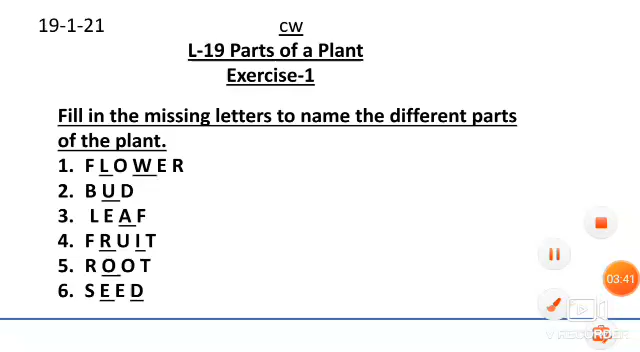 19-1-21
cw
L-19 Parts of a Plant
Exercise-1
Fill in the missing letters to name the different parts
of the plant.
1. F L O W E R
2. B U D
3. L E A F
4. F R U I T
5. R O O T
6. S E E D
03:41
V RECORDER